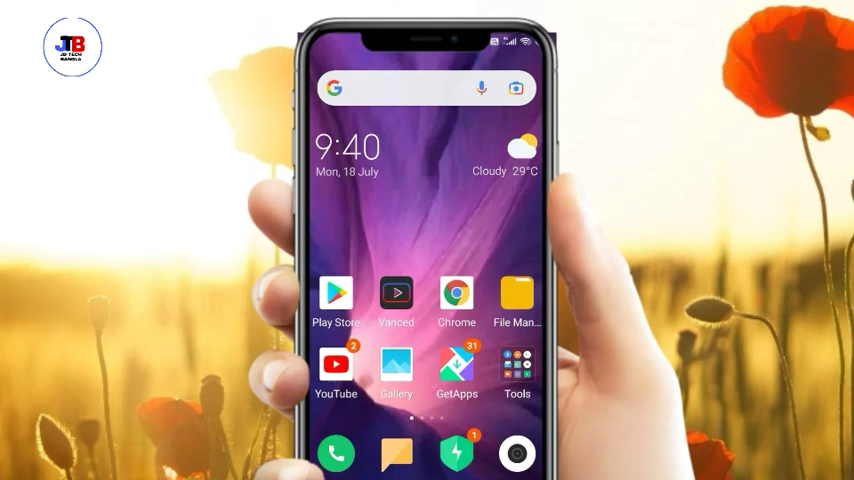 JTB
JD TECH
BANGLA
9:40
Mon, 18 July
Cloudy 29°C
Play Store
Vanced
Chrome
File Man...
2
31
YouTube
Gallery
GetApps
Tools
1